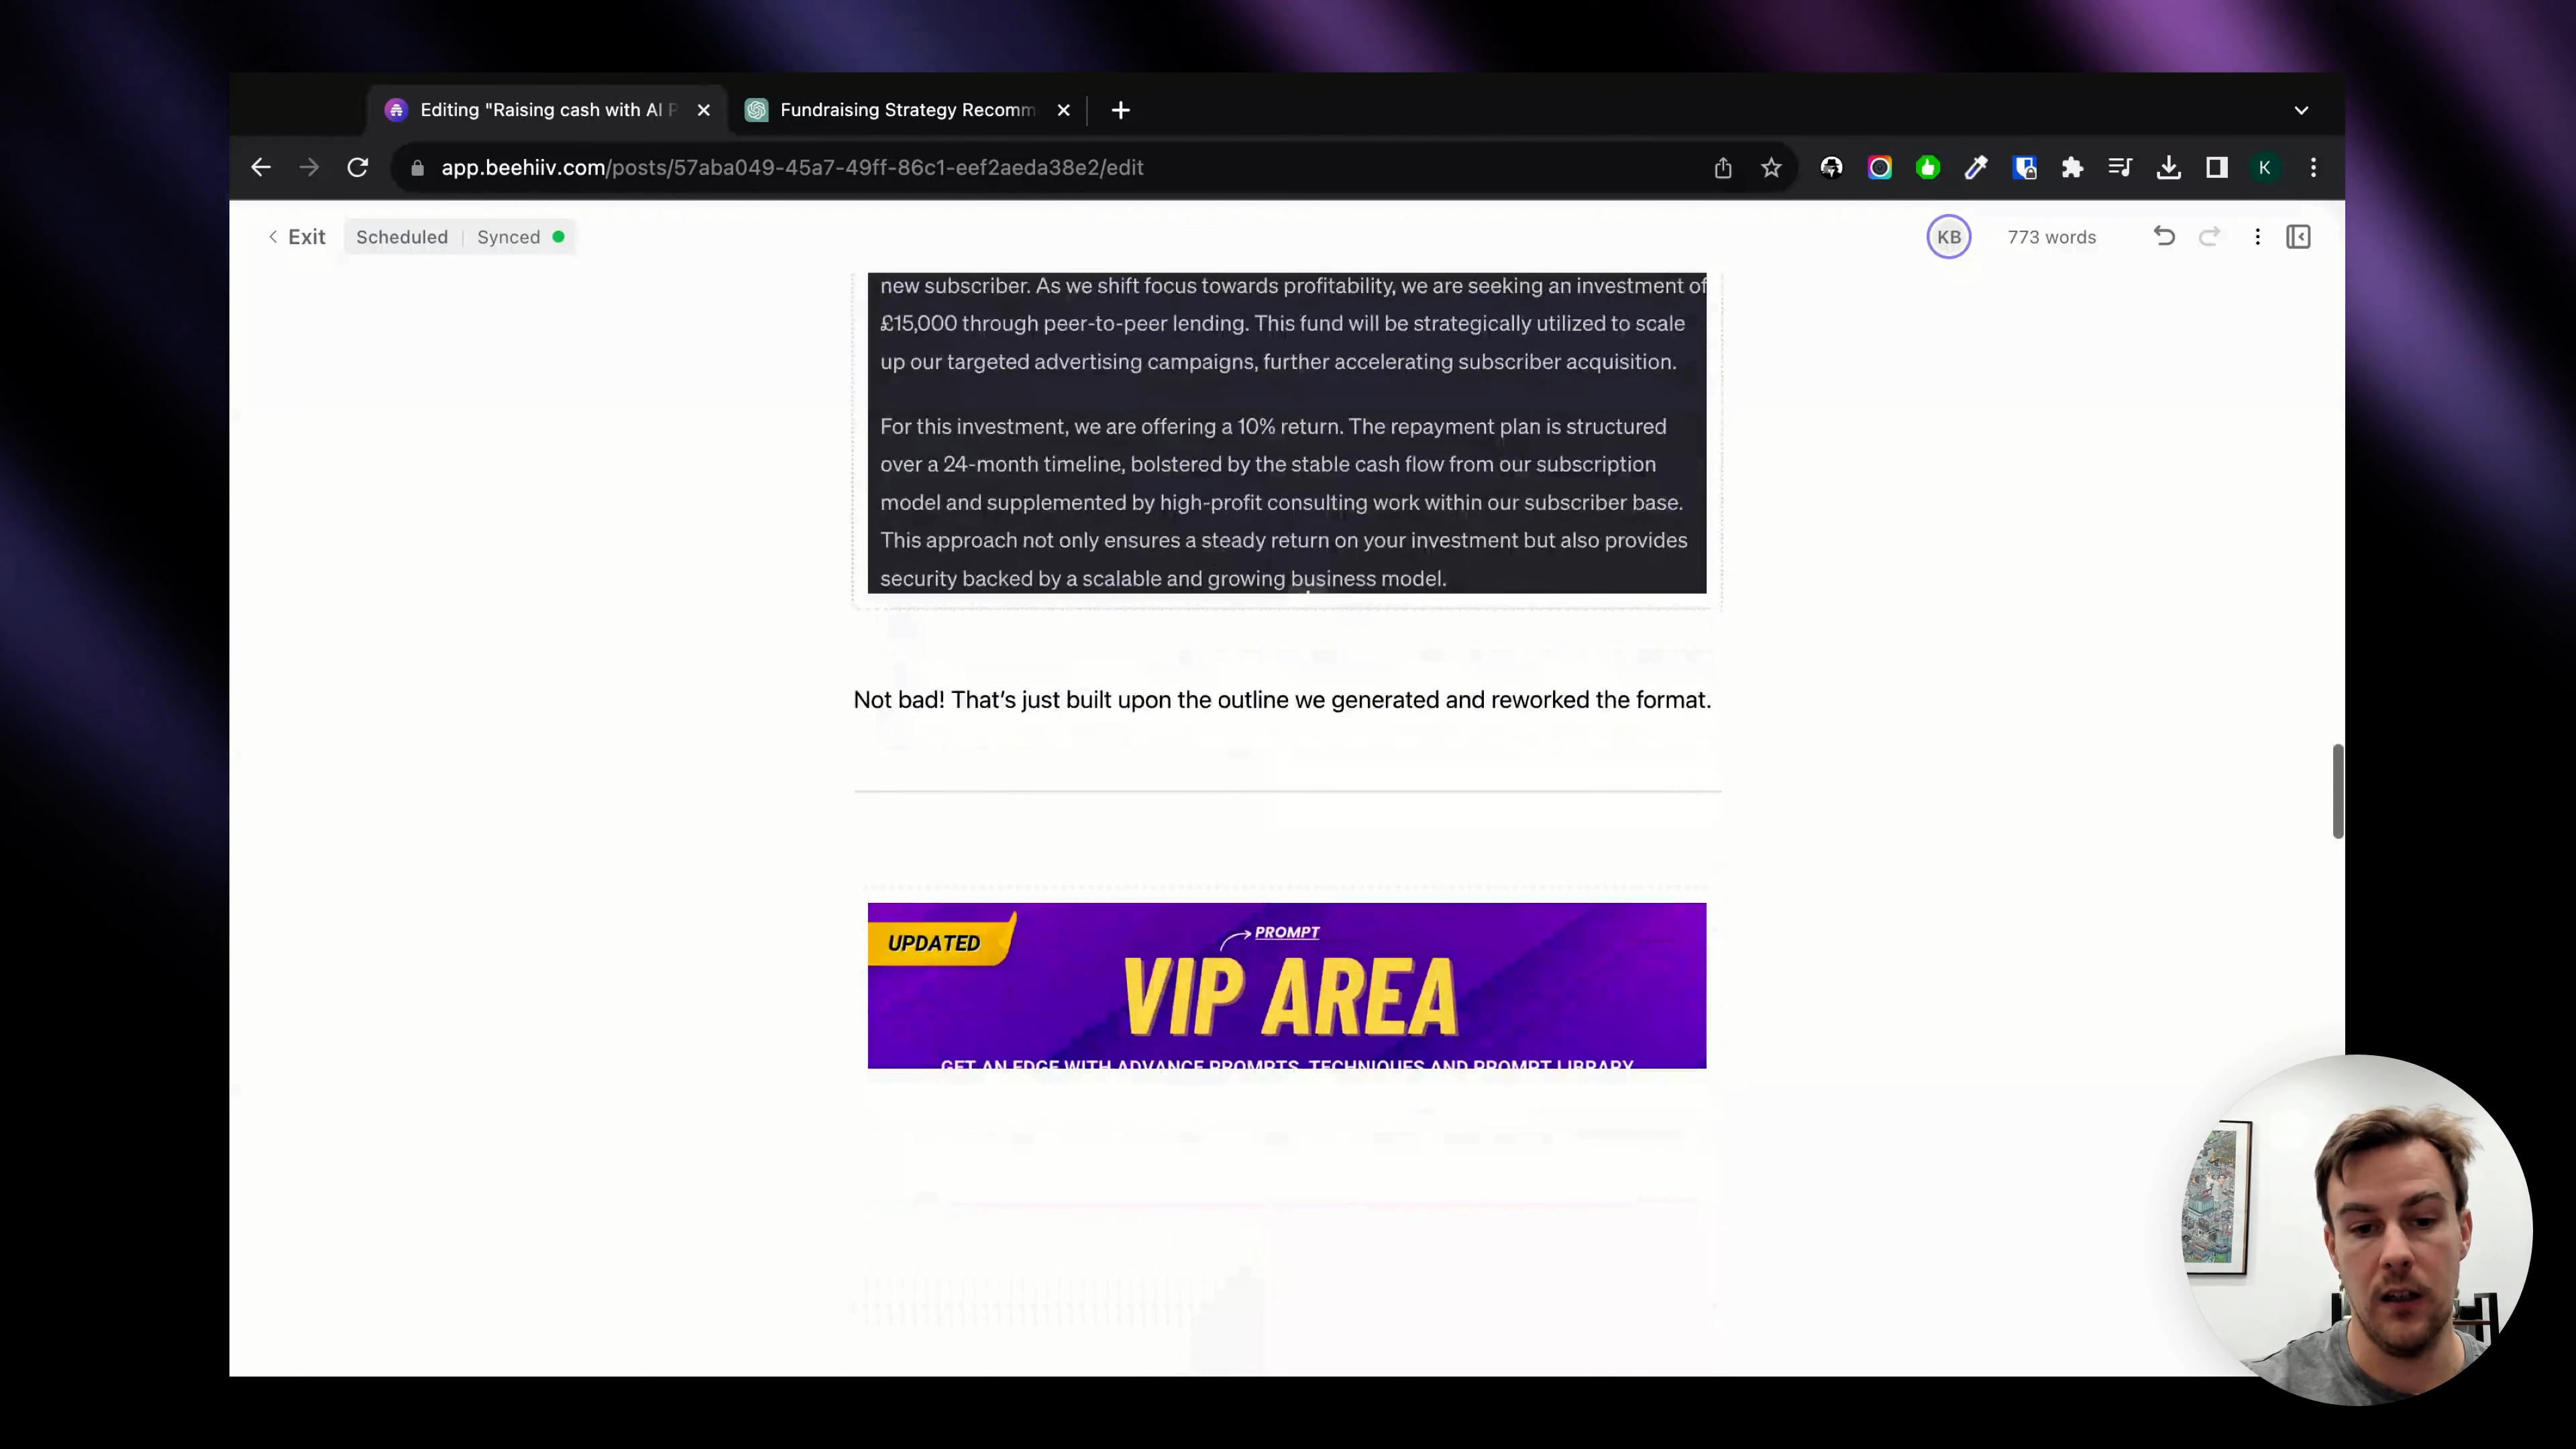 Editing "Raising cash with AI P
Fundraising Strategy Recomm
app.beehiiv.com/posts/57aba049-45a7-49ff-86c1-eef2aeda38e2/edit
K
Exit
Scheduled | Synced
KB
773 words
new subscriber. As we shift focus towards profitability, we are seeking an investment of
£15,000 through peer-to-peer lending. This fund will be strategically utilized to scale
up our targeted advertising campaigns, further accelerating subscriber acquisition.
For this investment, we are offering a 10% return. The repayment plan is structured
over a 24-month timeline, bolstered by the stable cash flow from our subscription
model and supplemented by high-profit consulting work within our subscriber base.
This approach not only ensures a steady return on your investment but also provides
security backed by a scalable and growing business model.
Not bad! That’s just built upon the outline we generated and reworked the format.
UPDATED
PROMPT
VIP AREA
GET AN EDGE WITH ADVANCE PROMPTS, TECHNIQUES AND PROMPT LIBRARY